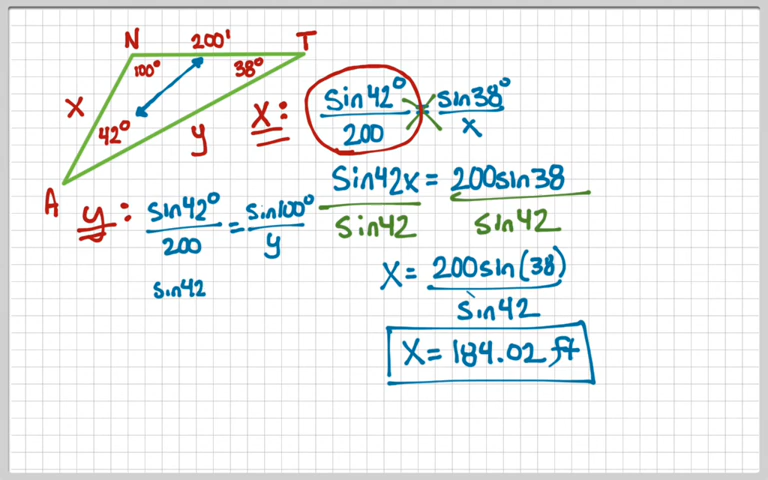 N 200' T
100° 38°
X 42° y
A
X: sin42° / 200 = sin38° / x
Sin42x = 200sin38
sin42 sin42
X = 200sin(38) / sin42
X = 184.02 ft
y: sin42° / 200 = sin100° / y
sin42